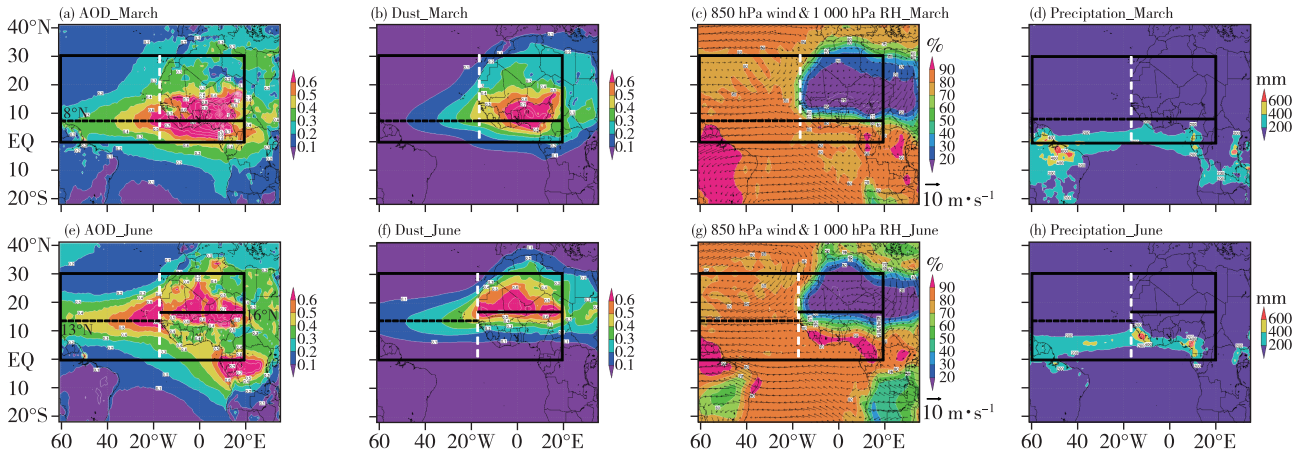 (a) AOD_March
(b) Dust_March
(c) 850 hPa wind & 1 000 hPa RH_March
(d) Preciptation_March
40°N
30
20
10
EQ
10
20°S
8°N
0.6
0.5
0.4
0.3
0.2
0.1
0.6
0.5
0.4
0.3
0.2
0.1
%
90
80
70
60
50
40
30
20
10 m·s⁻¹
mm
600
400
200
(e) AOD_June
(f) Dust_June
(g) 850 hPa wind & 1 000 hPa RH_June
(h) Preciptation_June
40°N
30
20
10
EQ
10
20°S
13°N
16°N
0.6
0.5
0.4
0.3
0.2
0.1
0.6
0.5
0.4
0.3
0.2
0.1
%
90
80
70
60
50
40
30
20
10 m·s⁻¹
mm
600
400
200
60 40 20°W 0 20°E
60 40 20°W 0 20°E
60 40 20°W 0 20°E
60 40 20°W 0 20°E